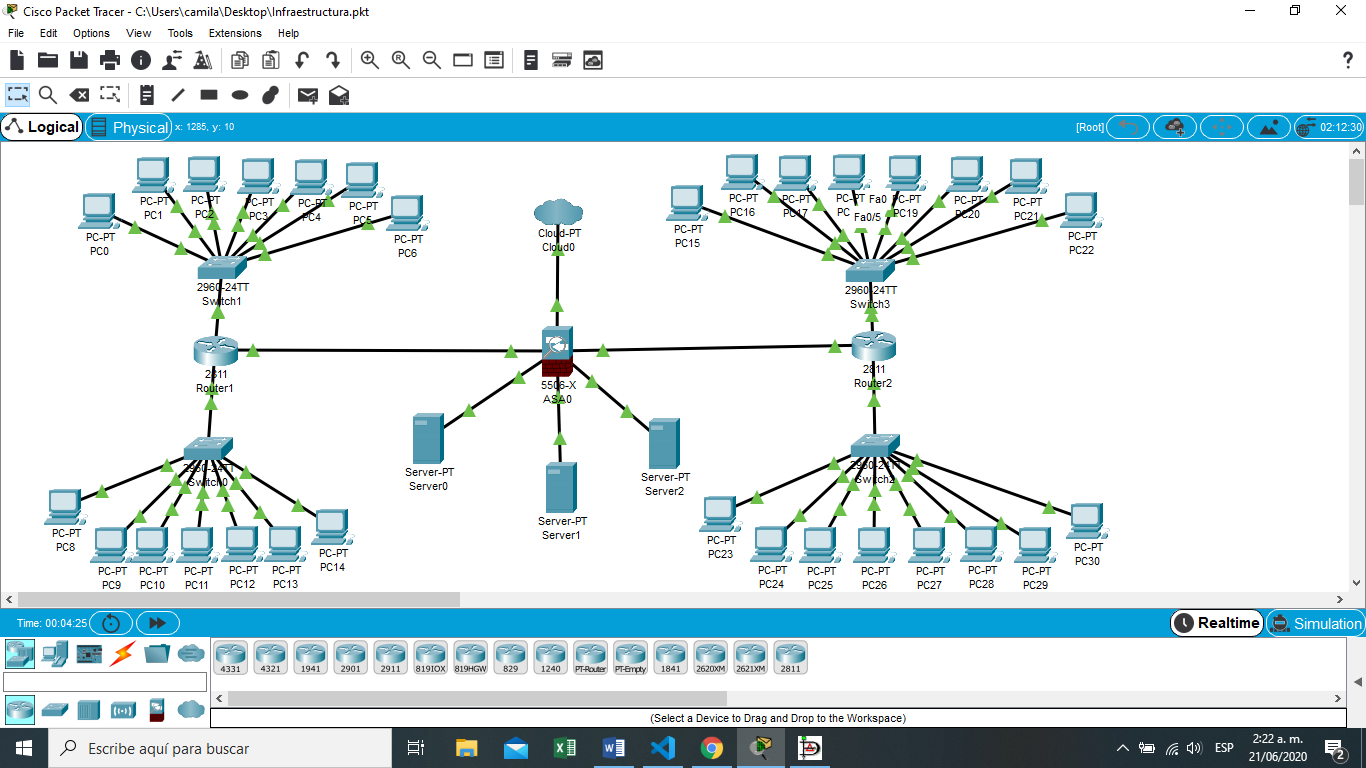 Cisco Packet Tracer - C:\Users\camila\Desktop\Infraestructura.pkt
File Edit Options View Tools Extensions Help
Logical Physical x: 1285, y: 10 [Root] 02:12:30
PC-PT
PC0
PC-PT
PC1
PC-PT
PC2
PC-PT
PC3
PC-PT
PC4
PC-PT
PC5
PC-PT
PC6
2960-24TT
Switch1
Cloud-PT
Cloud0
PC-PT
PC15
PC-PT
PC16
PC-PT
PC17
PC-PT
PC
Fa0
Fa0/5
PC-PT
PC19
PC-PT
PC20
PC-PT
PC21
PC-PT
PC22
2960-24TT
Switch3
2811
Router1
5506-X
ASA0
2811
Router2
2960-24TT
Switch0
Server-PT
Server0
Server-PT
Server1
Server-PT
Server2
2960-24TT
Switch2
PC-PT
PC8
PC-PT
PC9
PC-PT
PC10
PC-PT
PC11
PC-PT
PC12
PC-PT
PC13
PC-PT
PC14
PC-PT
PC23
PC-PT
PC24
PC-PT
PC25
PC-PT
PC26
PC-PT
PC27
PC-PT
PC28
PC-PT
PC29
PC-PT
PC30
Time: 00:04:25 Realtime Simulation
4331 4321 1941 2901 2911 819IOX 819HGW 829 1240 PT-Router PT-Empty 1841 2620XM 2621XM 2811
(Select a Device to Drag and Drop to the Workspace)
Escribe aquí para buscar
ESP
2:22 a. m.
21/06/2020
2